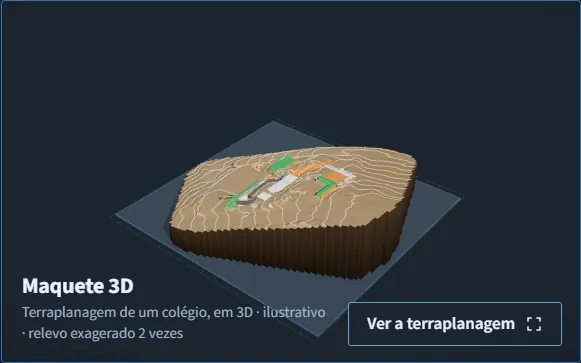 Maquete 3D
Terraplanagem de um colégio, em 3D · ilustrativo
· relevo exagerado 2 vezes
Ver a terraplanagem